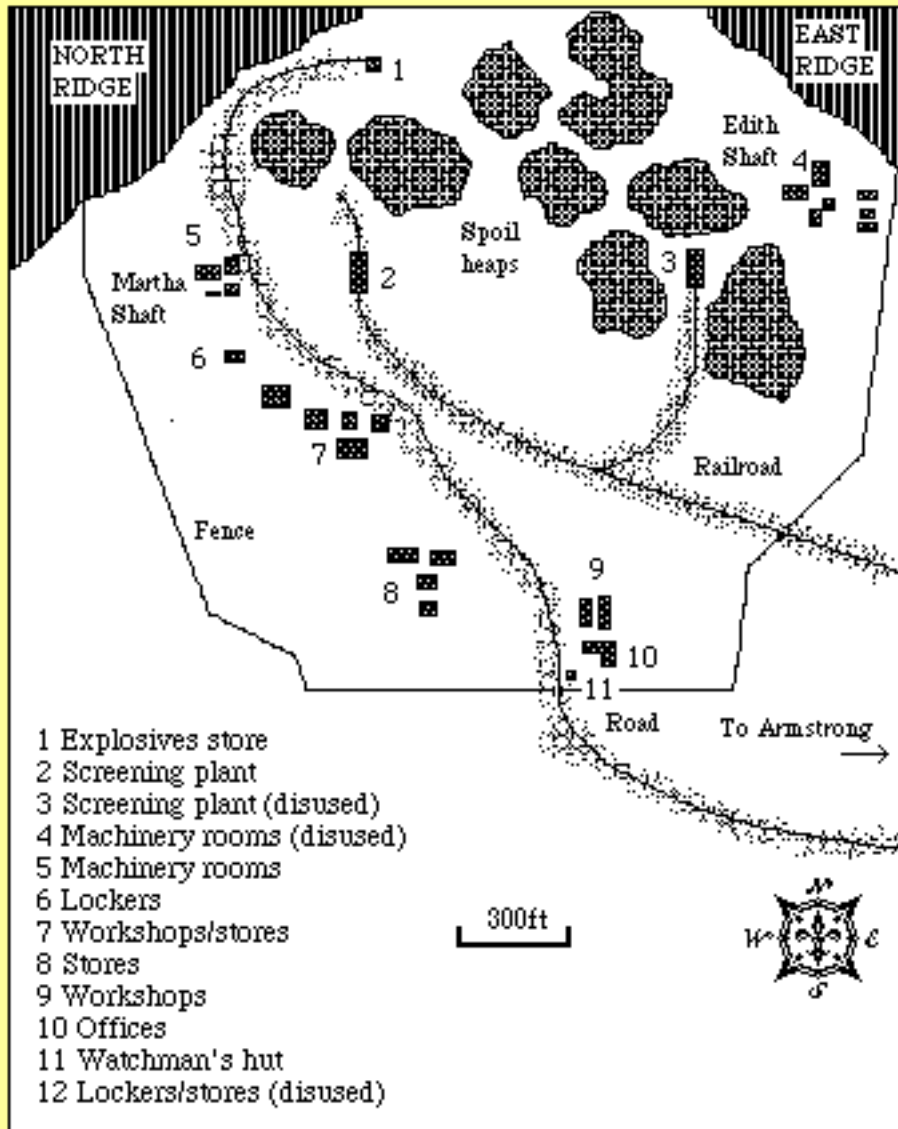 NORTH
RIDGE
EAST
RIDGE
1
Edith
Shaft
4
5
Spoil
heaps
2
3
Martha
Shaft
6
7
Railroad
Fence
9
8
10
11
Road
To Armstrong
1 Explosives store
2 Screening plant
3 Screening plant (disused)
4 Machinery rooms (disused)
5 Machinery rooms
6 Lockers
7 Workshops/stores
8 Stores
9 Workshops
10 Offices
11 Watchman's hut
12 Lockers/stores (disused)
300ft
N
W
E
S